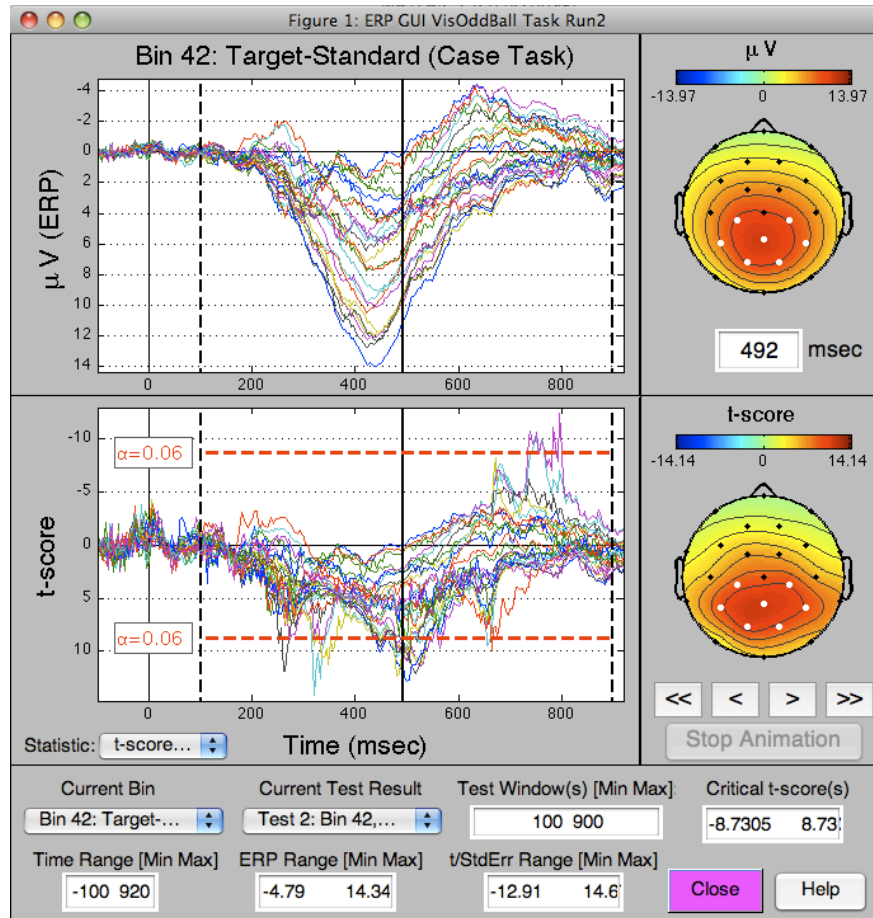 Figure 1: ERP GUI VisOddBall Task Run2
Bin 42: Target-Standard (Case Task)
μ V (ERP)
-4
-2
0
2
4
6
8
10
12
14
0
200
400
600
800
μ V
-13.97 0 13.97
492 msec
t-score
-10
-5
0
5
10
α=0.06
α=0.06
0
200
400
600
800
Time (msec)
Statistic: t-score...
t-score
-14.14 0 14.14
<< < > >>
Stop Animation
Current Bin
Current Test Result
Test Window(s) [Min Max]:
Critical t-score(s)
Bin 42: Target-...
Test 2: Bin 42,...
100 900
-8.7305 8.73
Time Range [Min Max]
ERP Range [Min Max]
t/StdErr Range [Min Max]
-100 920
-4.79 14.34
-12.91 14.6
Close
Help